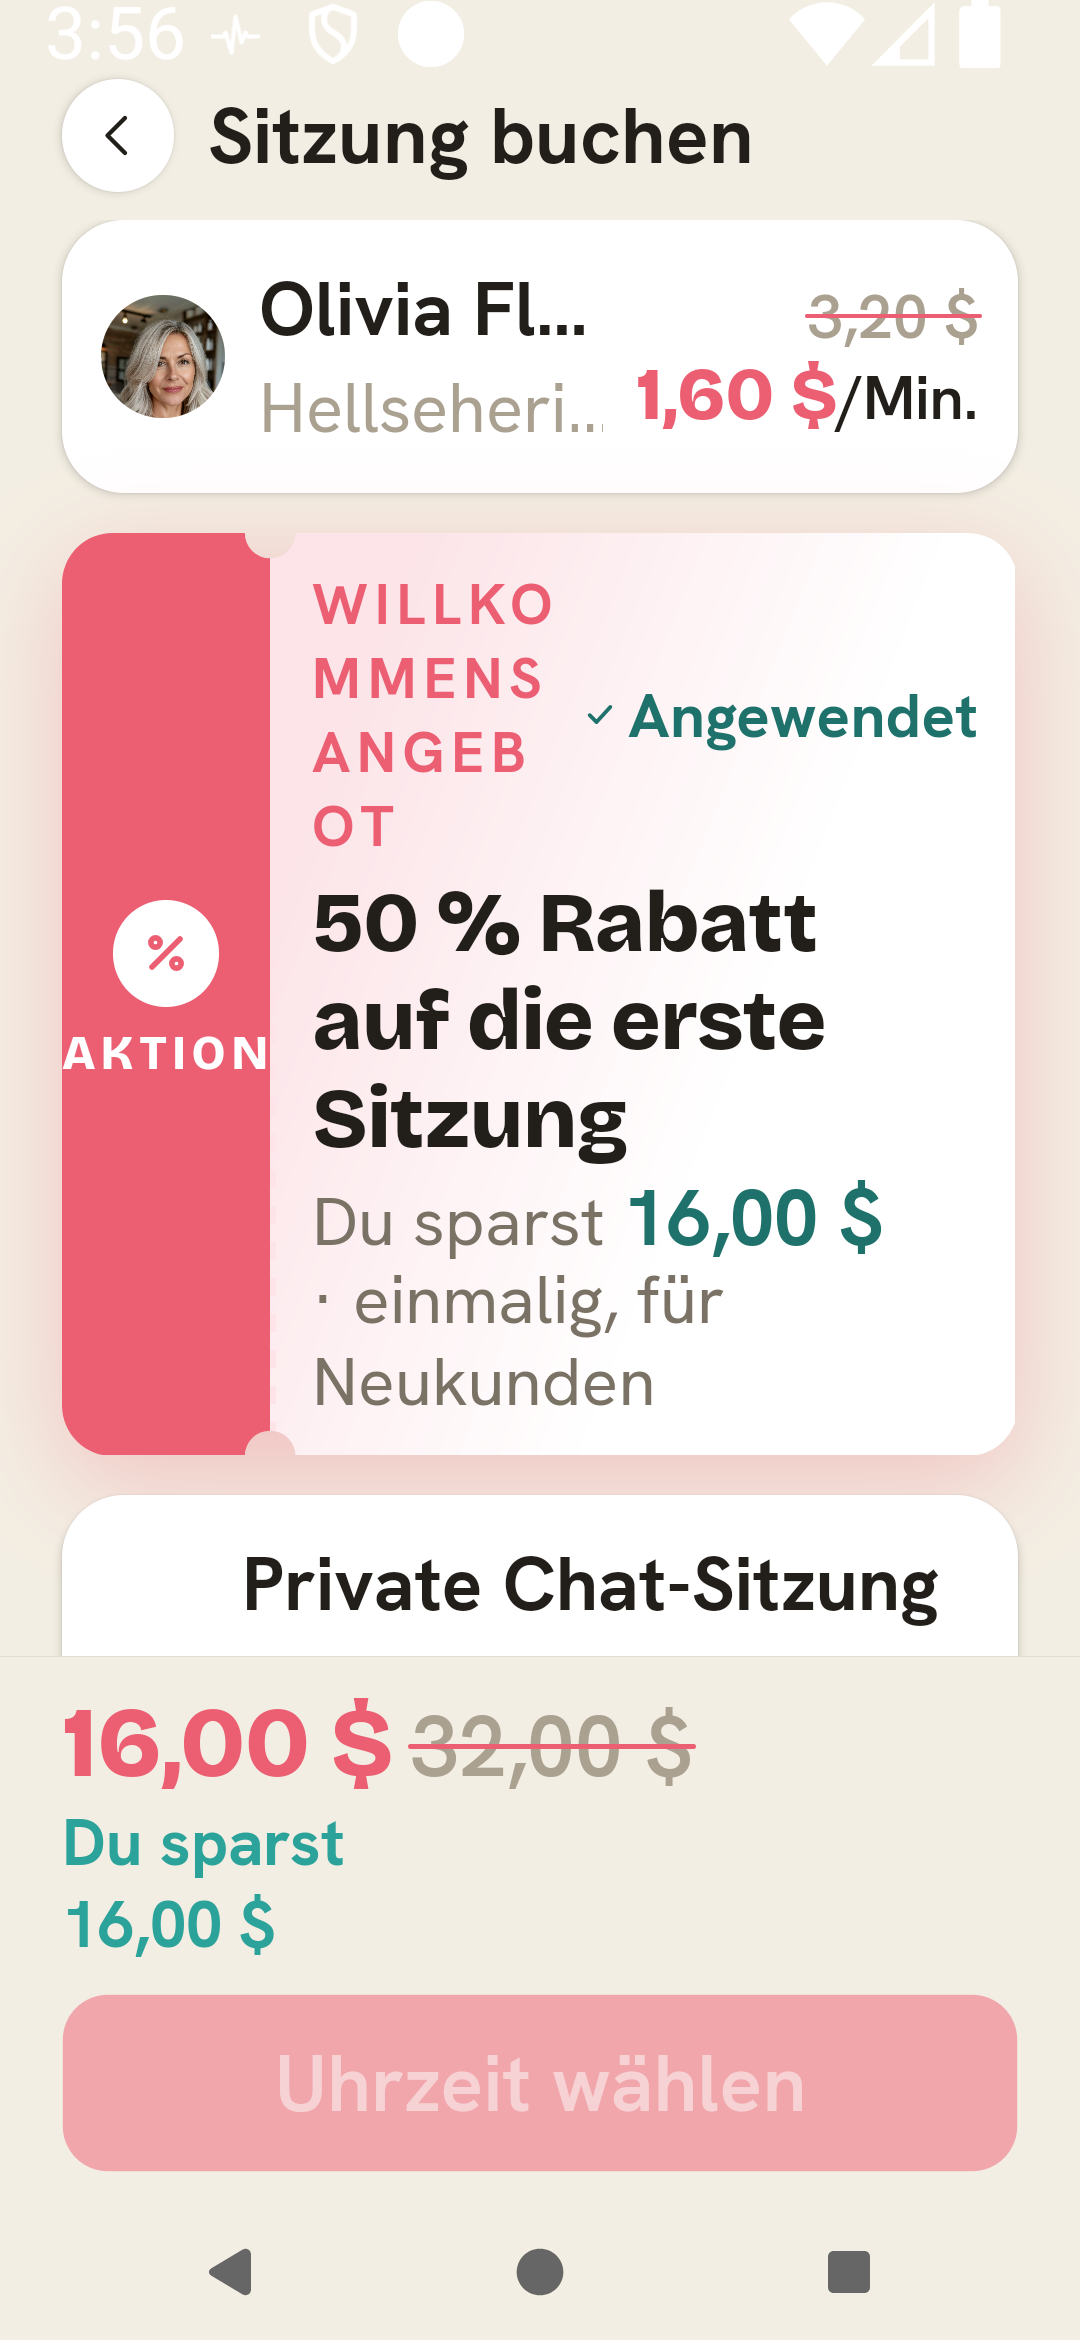 3:56
Sitzung buchen
Olivia Fl...
3,20 $
Hellseheri...
1,60 $/Min.
WILLKO
MMENS
ANGEB
OT
Angewendet
AKTION
50 % Rabatt
auf die erste
Sitzung
Du sparst 16,00 $
· einmalig, für
Neukunden
Private Chat-Sitzung
16,00 $ 32,00 $
Du sparst
16,00 $
Uhrzeit wählen